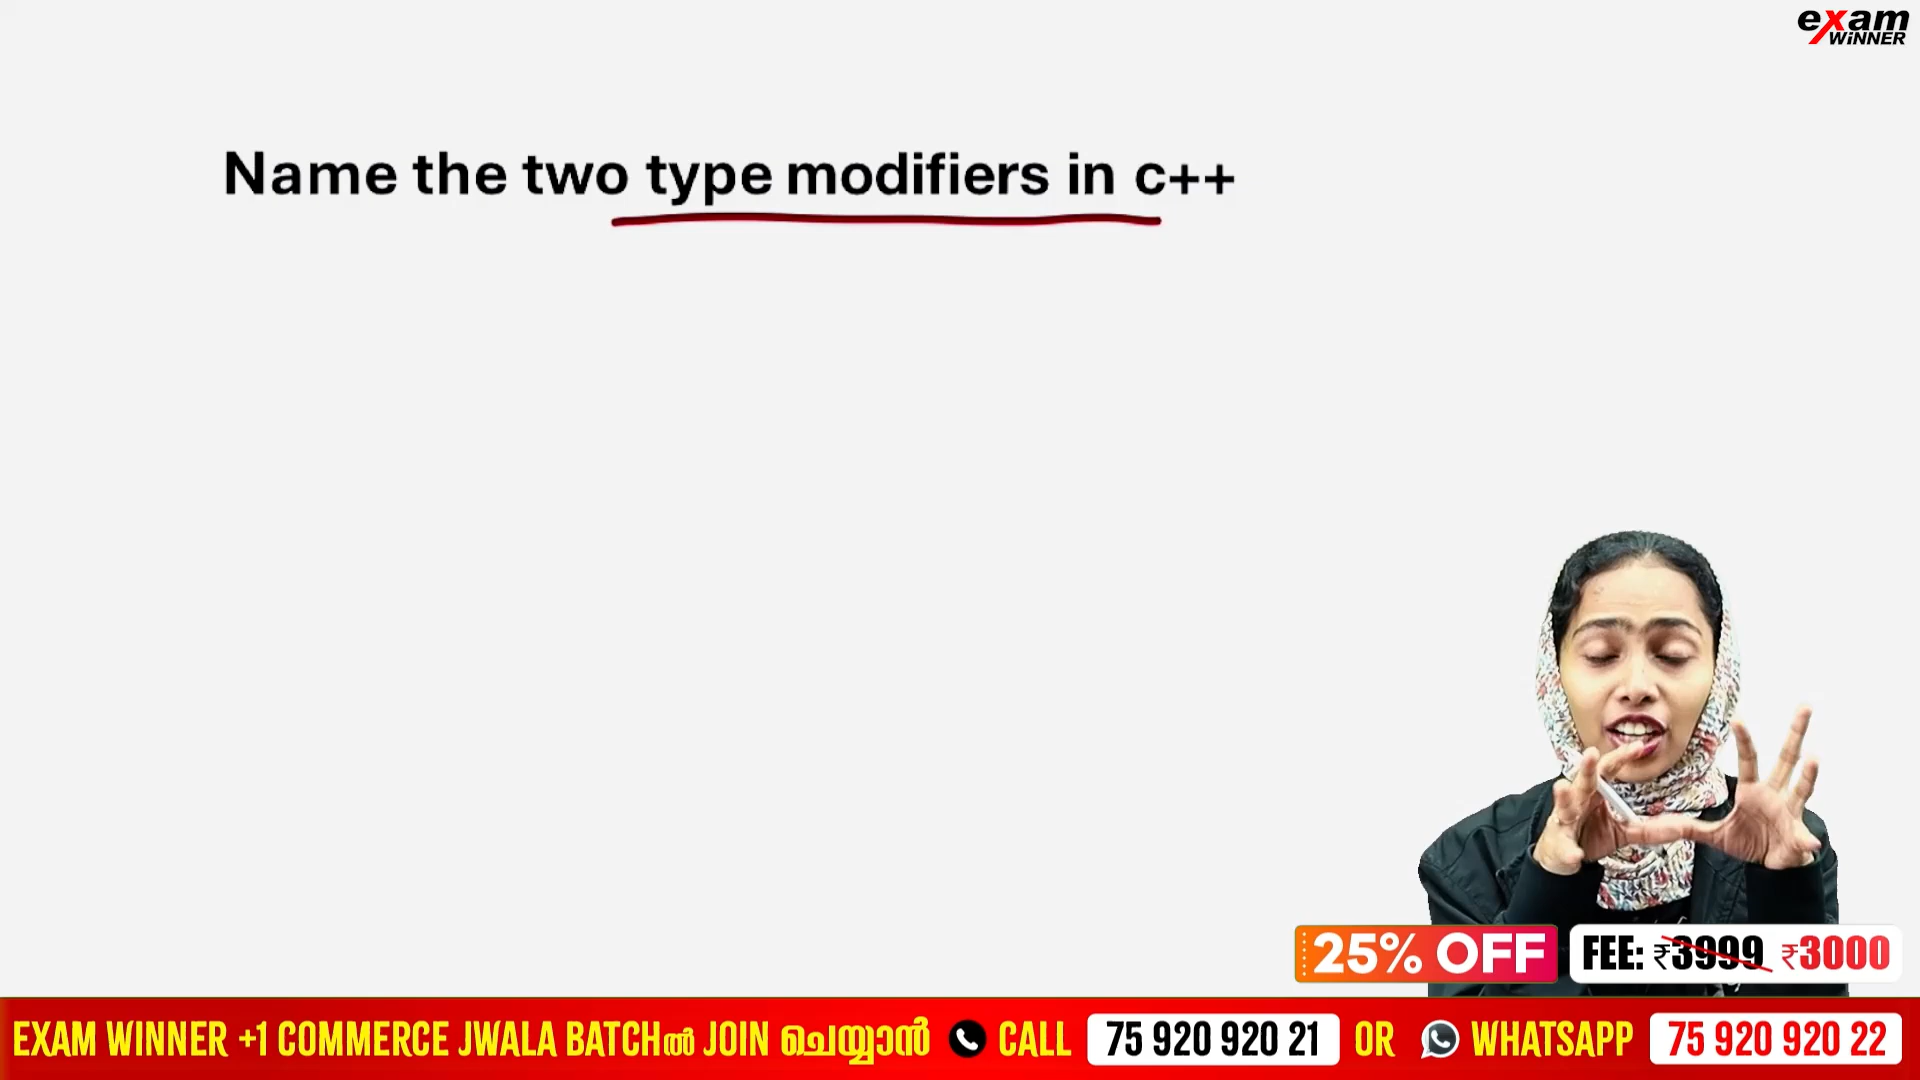 exam
WiNNER
Name the two type modifiers in c++
25% OFF
FEE: ₹3999 ₹3000
EXAM WINNER +1 COMMERCE JWALA BATCHൽ JOIN ചെയ്യാൻ CALL 75 920 920 21 OR WHATSAPP 75 920 920 22